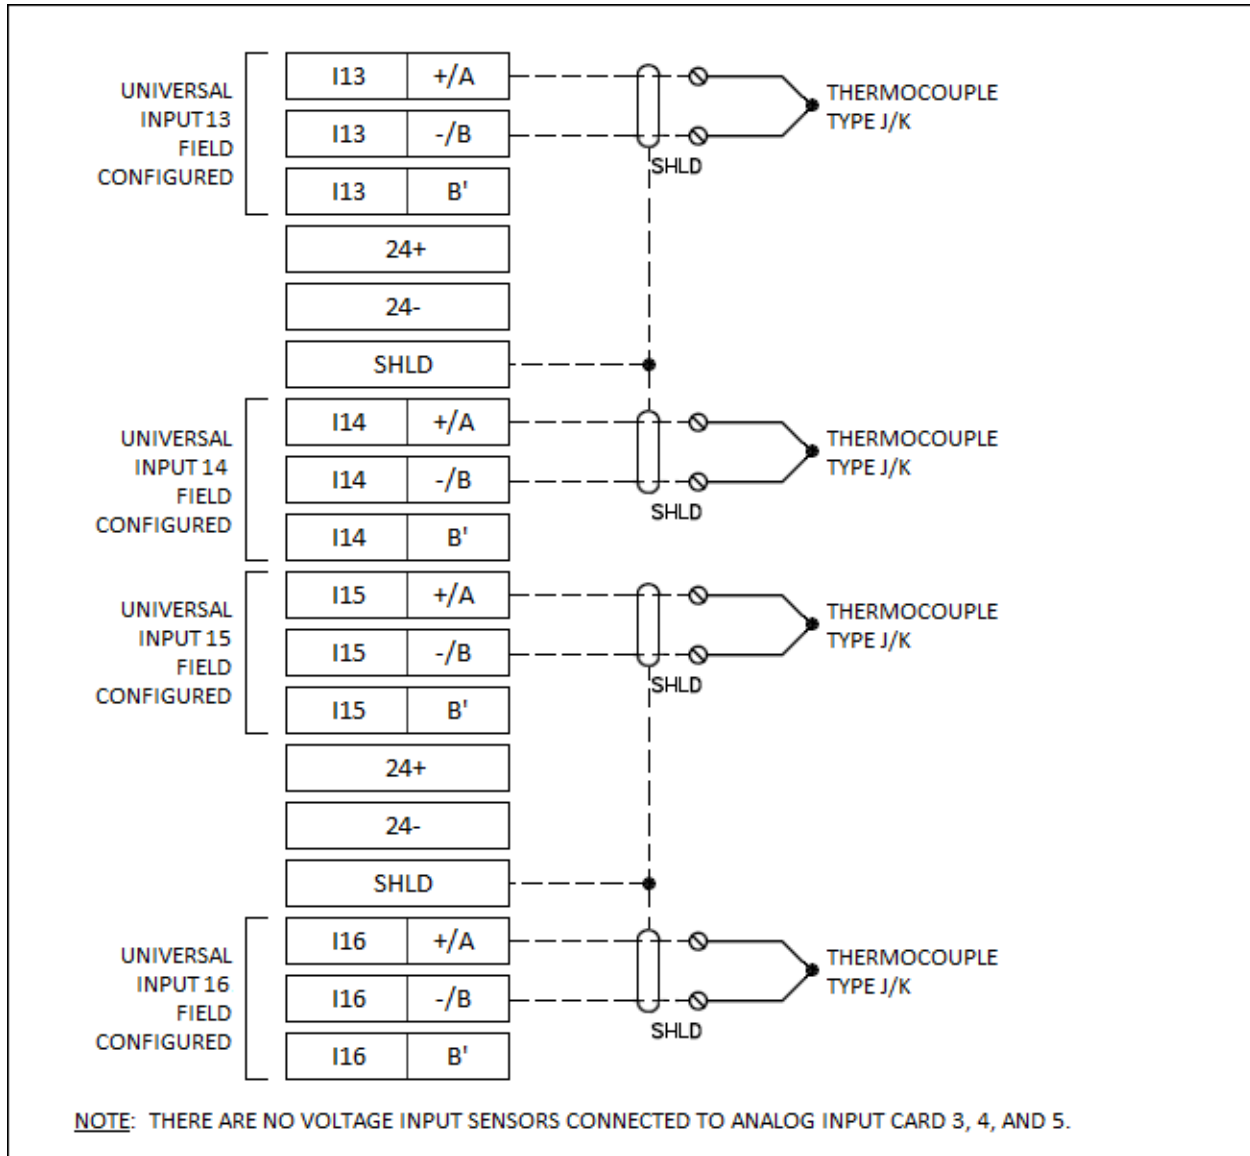 UNIVERSAL
INPUT 13
FIELD
CONFIGURED
I13 +/A
I13 -/B
I13 B'
SHLD
THERMOCOUPLE
TYPE J/K
24+
24-
SHLD
UNIVERSAL
INPUT 14
FIELD
CONFIGURED
I14 +/A
I14 -/B
I14 B'
SHLD
THERMOCOUPLE
TYPE J/K
UNIVERSAL
INPUT 15
FIELD
CONFIGURED
I15 +/A
I15 -/B
I15 B'
SHLD
THERMOCOUPLE
TYPE J/K
24+
24-
SHLD
UNIVERSAL
INPUT 16
FIELD
CONFIGURED
I16 +/A
I16 -/B
I16 B'
SHLD
THERMOCOUPLE
TYPE J/K
NOTE: THERE ARE NO VOLTAGE INPUT SENSORS CONNECTED TO ANALOG INPUT CARD 3, 4, AND 5.